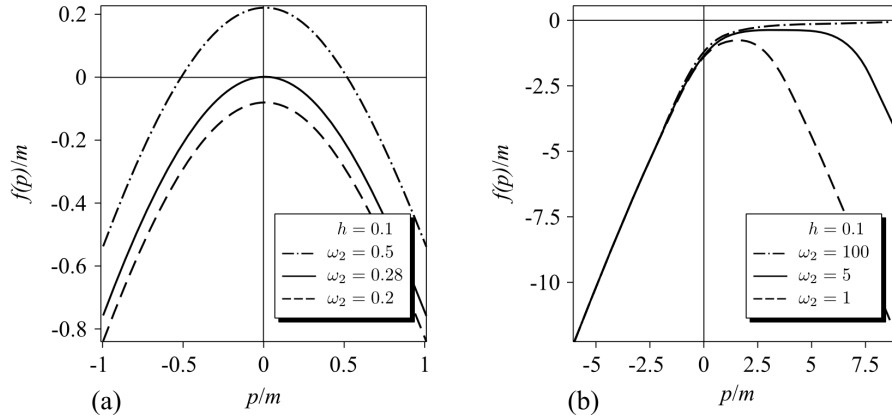 f(p)/m
0.2
0
-0.2
-0.4
-0.6
-0.8
-1
-0.5
0
0.5
1
p/m
(a)
h = 0.1
ω₂ = 0.5
ω₂ = 0.28
ω₂ = 0.2
f(p)/m
-0
-2.5
-5
-7.5
-10
-5
-2.5
0
2.5
5
7.5
p/m
(b)
h = 0.1
ω₂ = 100
ω₂ = 5
ω₂ = 1